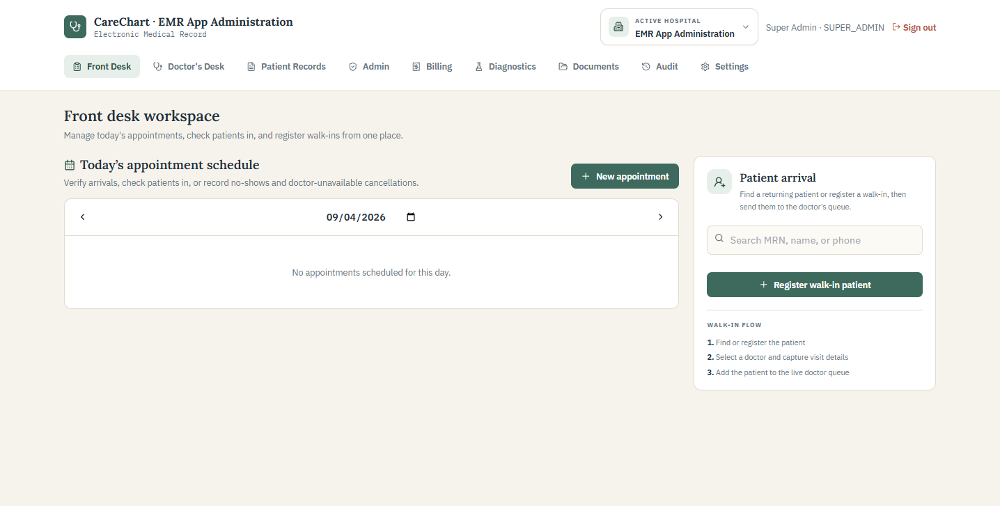 CareChart · EMR App Administration
Electronic Medical Record
ACTIVE HOSPITAL
EMR App Administration
Super Admin · SUPER_ADMIN
Sign out
Front Desk
Doctor's Desk
Patient Records
Admin
Billing
Diagnostics
Documents
Audit
Settings
Front desk workspace
Manage today's appointments, check patients in, and register walk-ins from one place.
Today’s appointment schedule
Verify arrivals, check patients in, or record no-shows and doctor-unavailable cancellations.
New appointment
09/04/2026
No appointments scheduled for this day.
Patient arrival
Find a returning patient or register a walk-in, then
send them to the doctor's queue.
Search MRN, name, or phone
Register walk-in patient
WALK-IN FLOW
1. Find or register the patient
2. Select a doctor and capture visit details
3. Add the patient to the live doctor queue